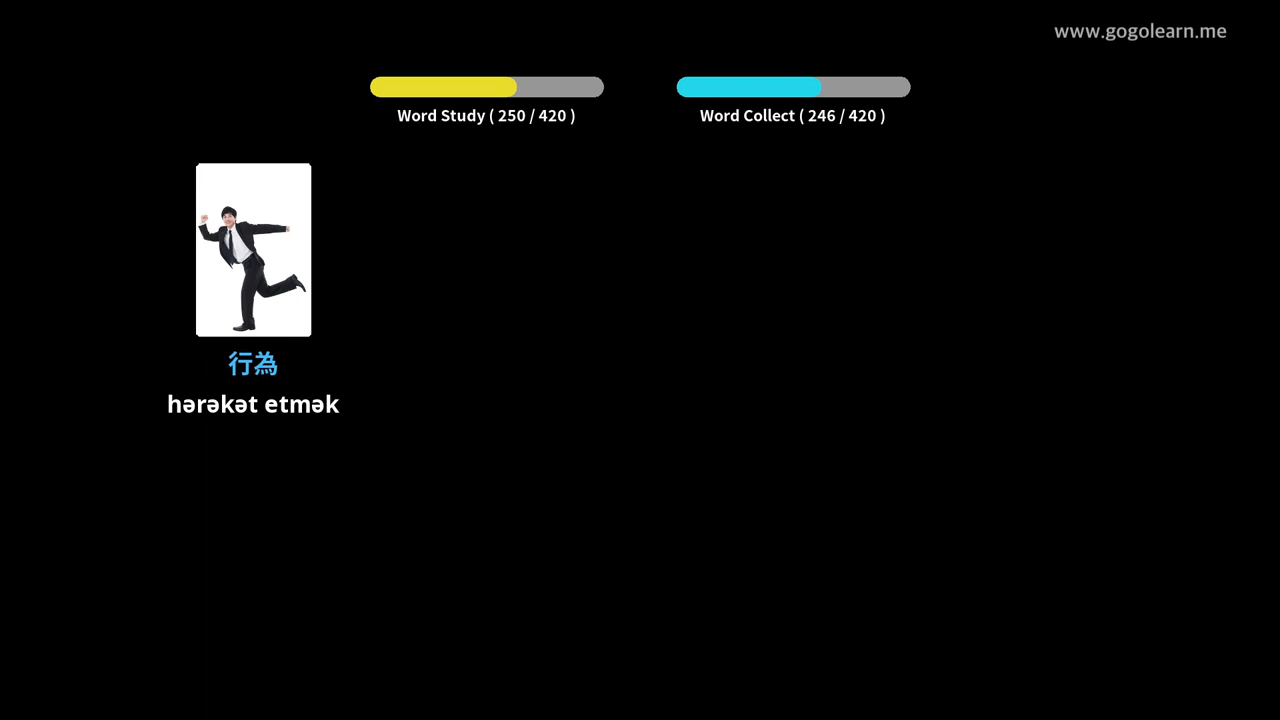 www.gogolearn.me
Word Study ( 250 / 420 )
Word Collect ( 246 / 420 )
行為
hərəkət etmək